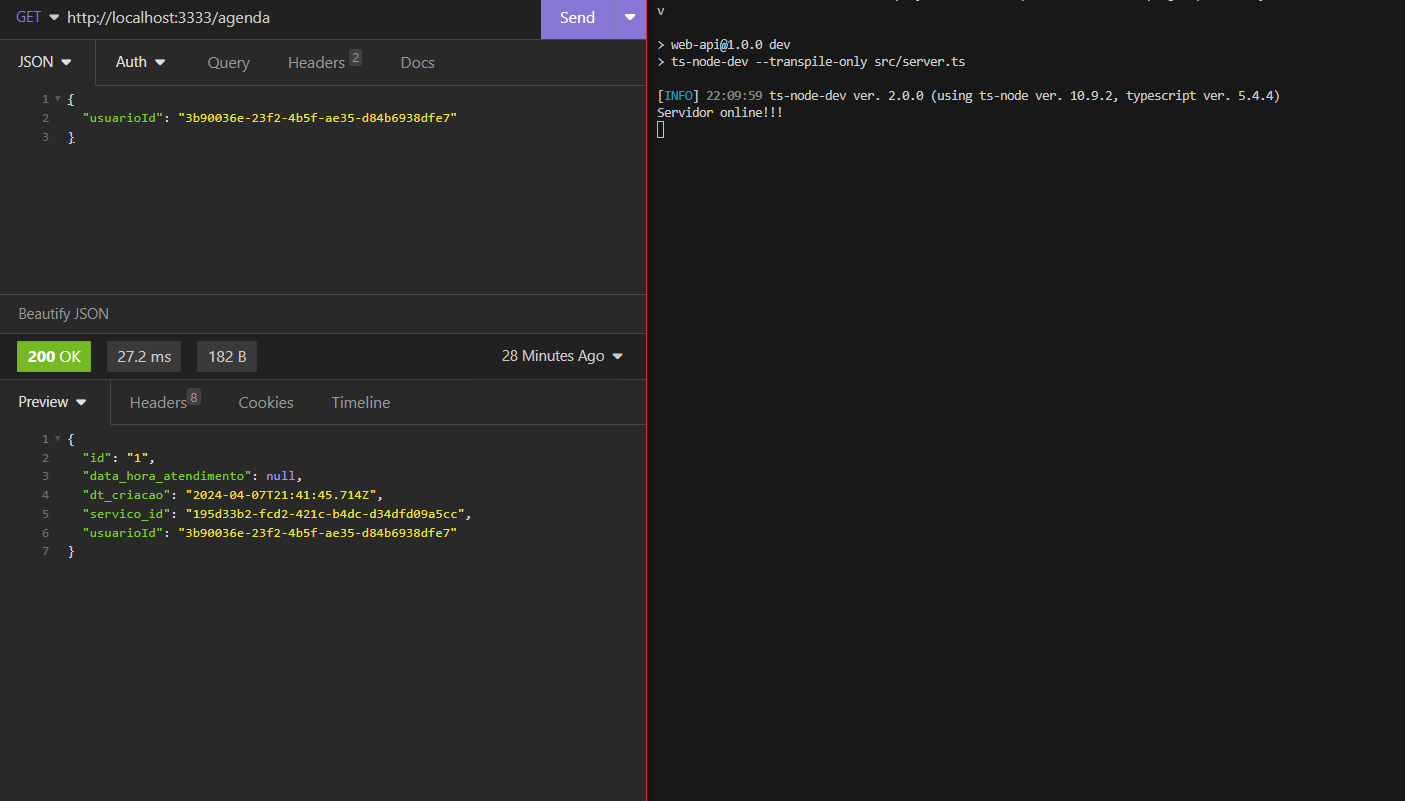 GET http://localhost:3333/agenda Send
JSON Auth Query Headers 2 Docs
1 {
2 "usuarioId": "3b90036e-23f2-4b5f-ae35-d84b6938dfe7"
3 }
Beautify JSON
200 OK 27.2 ms 182 B 28 Minutes Ago
Preview Headers 8 Cookies Timeline
1 {
2 "id": "1",
3 "data_hora_atendimento": null,
4 "dt_criacao": "2024-04-07T21:41:45.714Z",
5 "servico_id": "195d33b2-fcd2-421c-b4dc-d34dfd09a5cc",
6 "usuarioId": "3b90036e-23f2-4b5f-ae35-d84b6938dfe7"
7 }
v
> web-api@1.0.0 dev
> ts-node-dev --transpile-only src/server.ts
[INFO] 22:09:59 ts-node-dev ver. 2.0.0 (using ts-node ver. 10.9.2, typescript ver. 5.4.4)
Servidor online!!!